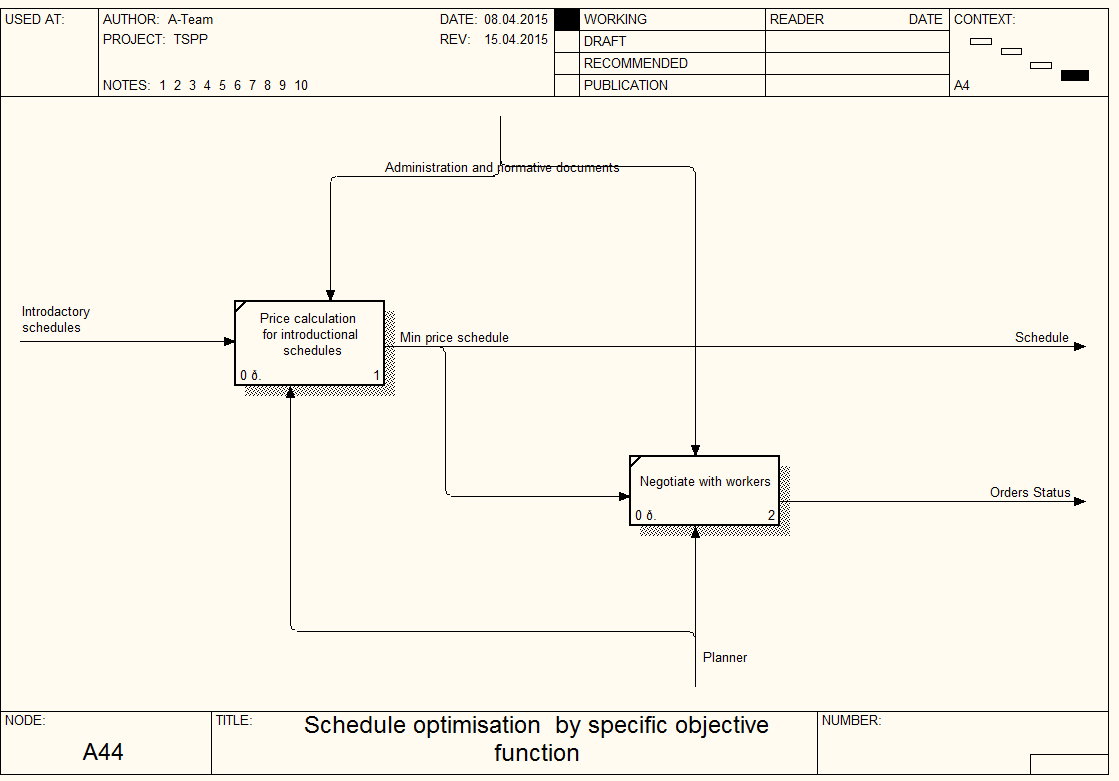 USED AT:
AUTHOR: A-Team
DATE: 08.04.2015
PROJECT: TSPP
REV: 15.04.2015
NOTES: 1 2 3 4 5 6 7 8 9 10
WORKING
DRAFT
RECOMMENDED
PUBLICATION
READER
DATE
CONTEXT:
A4
Administration and normative documents
Introdactory
schedules
Price calculation
for introductional
schedules
0 ð.
1
Min price schedule
Schedule
Negotiate with workers
0 ð.
2
Orders Status
Planner
NODE:
A44
TITLE:
Schedule optimisation by specific objective
function
NUMBER: